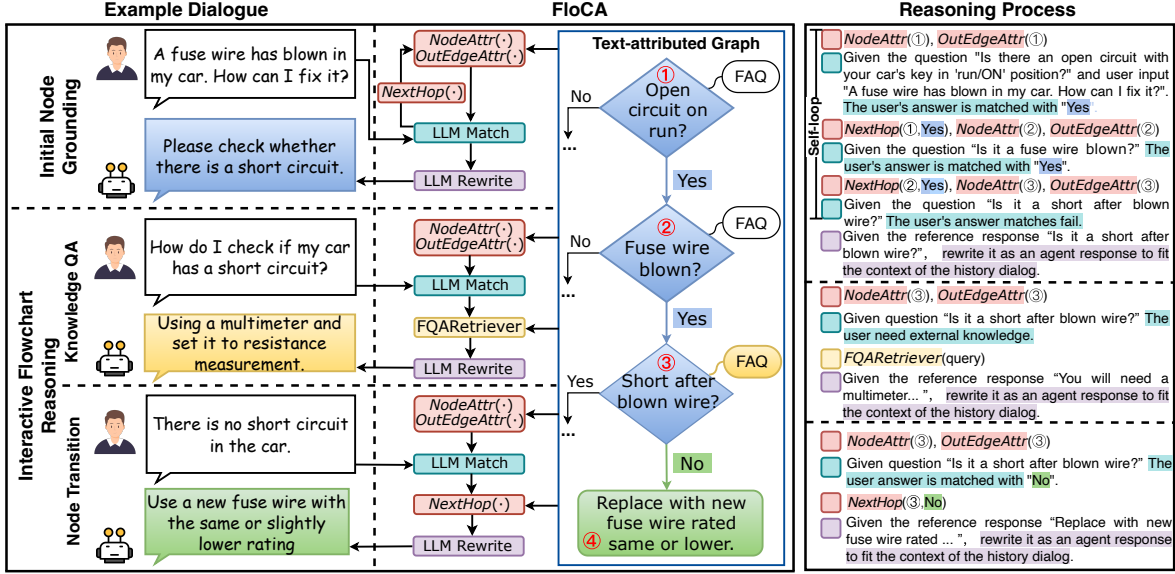 Example Dialogue
FloCA
Reasoning Process
Initial Node
Grounding
A fuse wire has blown in
my car. How can I fix it?
Please check whether
there is a short circuit.
NodeAttr(·)
OutEdgeAttr(·)
NextHop(·)
LLM Match
LLM Rewrite
Text-attributed Graph
①
Open
circuit on
run?
FAQ
No
...
Yes
Interactive Flowchart
Reasoning
Knowledge QA
How do I check if my car
has a short circuit?
Using a multimeter and
set it to resistance
measurement.
NodeAttr(·)
OutEdgeAttr(·)
LLM Match
FQARetriever
LLM Rewrite
②
Fuse wire
blown?
FAQ
No
...
Yes
③
Short after
blown wire?
FAQ
Yes
...
No
Node Transition
There is no short circuit
in the car.
Use a new fuse wire with
the same or slightly
lower rating
NodeAttr(·)
OutEdgeAttr(·)
LLM Match
NextHop(·)
LLM Rewrite
Replace with new
fuse wire rated
④ same or lower.
Self-loop
NodeAttr(①), OutEdgeAttr(①)
Given the question "Is there an open circuit with
your car's key in 'run/ON' position?" and user input
"A fuse wire has blown in my car. How can I fix it?".
The user's answer is matched with "Yes".
NextHop(①,Yes), NodeAttr(②), OutEdgeAttr(②)
Given the question “Is it a fuse wire blown?” The
user's answer is matched with "Yes".
NextHop(②,Yes), NodeAttr(③), OutEdgeAttr(③)
Given the question “Is it a short after blown
wire?” The user's answer matches fail.
Given the reference response “Is it a short after
blown wire?”, rewrite it as an agent response to fit
the context of the history dialog.
NodeAttr(③), OutEdgeAttr(③)
Given question “Is it a short after blown wire?” The
user need external knowledge.
FQARetriever(query)
Given the reference response “You will need a
multimeter... ”, rewrite it as an agent response to fit
the context of the history dialog.
NodeAttr(③), OutEdgeAttr(③)
Given question “Is it a short after blown wire?” The
user answer is matched with "No".
NextHop(③,No)
Given the reference response “Replace with new
fuse wire rated ... ”, rewrite it as an agent response
to fit the context of the history dialog.